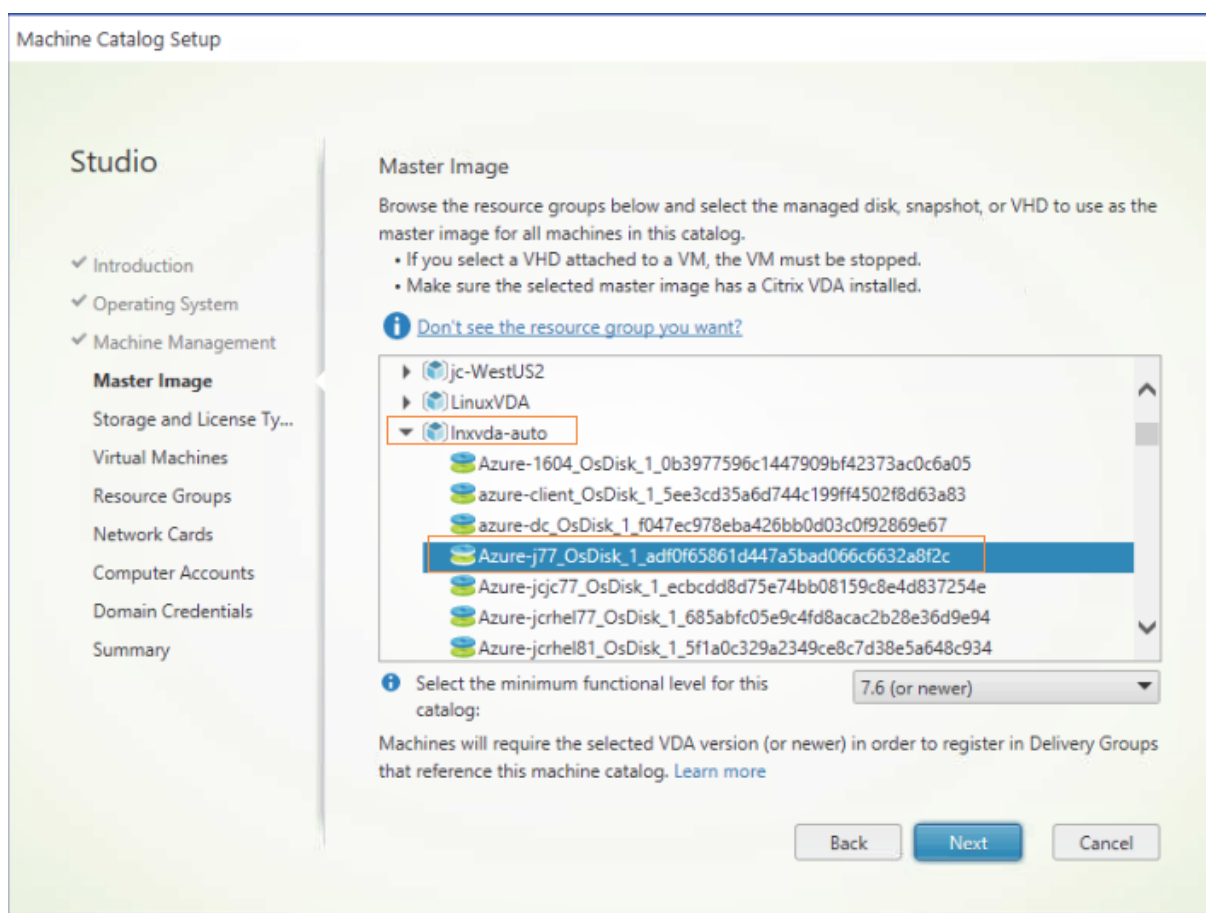 Machine Catalog Setup
Studio
Introduction
Operating System
Machine Management
Master Image
Storage and License Ty...
Virtual Machines
Resource Groups
Network Cards
Computer Accounts
Domain Credentials
Summary
Master Image
Browse the resource groups below and select the managed disk, snapshot, or VHD to use as the
master image for all machines in this catalog.
• If you select a VHD attached to a VM, the VM must be stopped.
• Make sure the selected master image has a Citrix VDA installed.
Don't see the resource group you want?
jc-WestUS2
LinuxVDA
lnxvda-auto
Azure-1604_OsDisk_1_0b3977596c1447909bf42373ac0c6a05
azure-client_OsDisk_1_5ee3cd35a6d744c199ff4502f8d63a83
azure-dc_OsDisk_1_f047ec978eba426bb0d03c0f92869e67
Azure-j77_OsDisk_1_adf0f65861d447a5bad066c6632a8f2c
Azure-jcjc77_OsDisk_1_ecbcdd8d75e74bb08159c8e4d837254e
Azure-jcrhel77_OsDisk_1_685abfc05e9c4fd8acac2b28e36d9e94
Azure-jcrhel81_OsDisk_1_5f1a0c329a2349ce8c7d38e5a648c934
Select the minimum functional level for this
catalog:
7.6 (or newer)
Machines will require the selected VDA version (or newer) in order to register in Delivery Groups
that reference this machine catalog. Learn more
Back
Next
Cancel